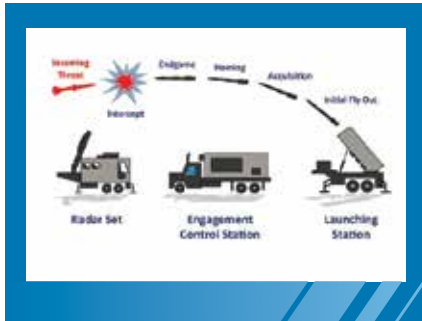 Incoming
Threat
Endgame
Homing
Acquisition
Initial Fly Out
Intercept
Radar Set
Engagement
Control Station
Launching
Station